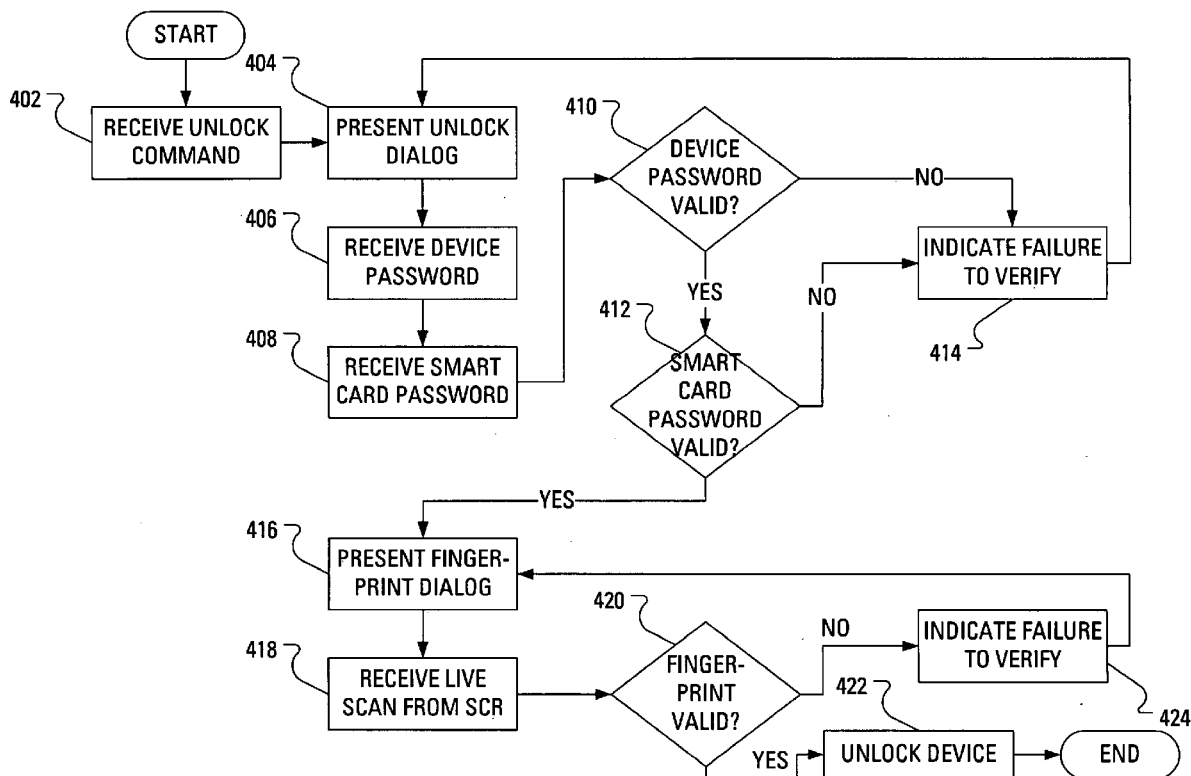 START
402
RECEIVE UNLOCK
COMMAND
404
PRESENT UNLOCK
DIALOG
406
RECEIVE DEVICE
PASSWORD
408
RECEIVE SMART
CARD PASSWORD
410
DEVICE
PASSWORD
VALID?
NO
YES
412
SMART
CARD
PASSWORD
VALID?
NO
INDICATE FAILURE
TO VERIFY
414
YES
416
PRESENT FINGER-
PRINT DIALOG
418
RECEIVE LIVE
SCAN FROM SCR
420
FINGER-
PRINT
VALID?
NO
INDICATE FAILURE
TO VERIFY
424
YES
422
UNLOCK DEVICE
END